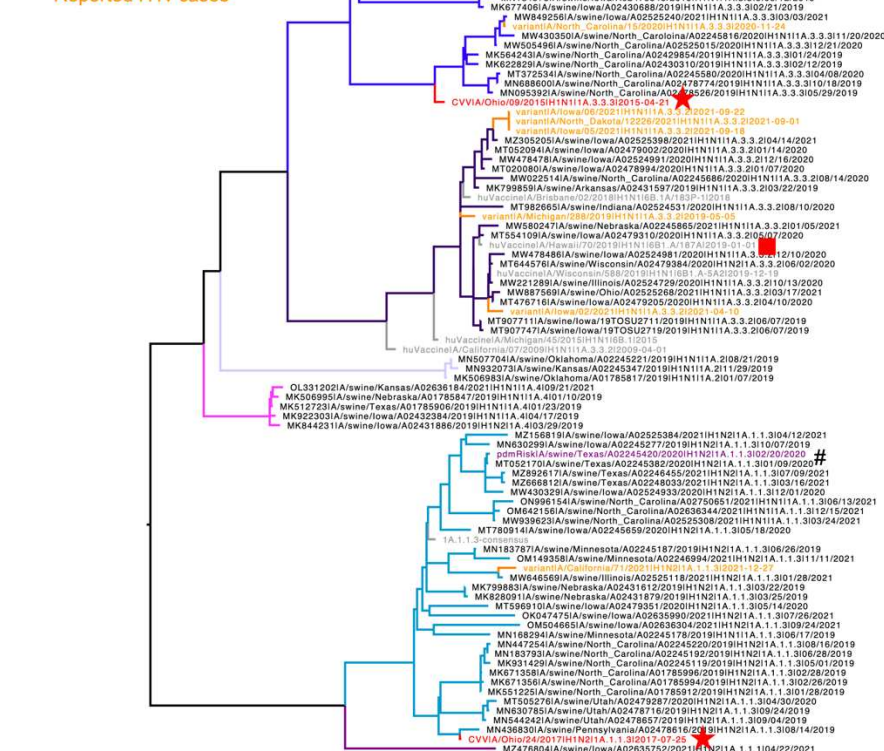 Reported H1N1 cases
MK677406|A/swine/Iowa/A02430688/2019|H1N1|1A.3.3.3|02/21/2019
MW849256|A/swine/Iowa/A02525240/2021|H1N1|1A.3.3.3|03/03/2021
variant|A/North_Carolina/15/2020|H1N1|1A.3.3.3|2020-11-24
MW430350|A/swine/North_Caroloina/A02245816/2020|H1N1|1A.3.3.3|11/20/2020
MW505496|A/swine/North_Carolina/A02525015/2020|H1N1|1A.3.3.3|12/21/2020
MK564243|A/swine/North_Carolina/A02429854/2019|H1N1|1A.3.3.3|01/24/2019
MK622829|A/swine/North_Carolina/A02430310/2019|H1N1|1A.3.3.3|02/12/2019
MT372534|A/swine/North_Carolina/A02245580/2020|H1N1|1A.3.3.3|04/08/2020
MN688600|A/swine/North_Carolina/A02478774/2019|H1N1|1A.3.3.3|10/18/2019
MN095392|A/swine/North_Carolina/A02478526/2019|H1N1|1A.3.3.3|05/29/2019
CVV|A/Ohio/09/2015|H1N1|1A.3.3.3|2015-04-21
variant|A/Iowa/06/2021|H1N1|1A.3.3.2|2021-09-22
variant|A/North_Dakota/12226/2021|H1N1|1A.3.3.2|2021-09-01
variant|A/Iowa/05/2021|H1N1|1A.3.3.2|2021-09-18
MZ305205|A/swine/Iowa/A02525398/2021|H1N1|1A.3.3.2|04/14/2021
MT052094|A/swine/Iowa/A02479002/2020|H1N1|1A.3.3.2|01/14/2020
MW478478|A/swine/Iowa/A02524991/2020|H1N1|1A.3.3.2|12/16/2020
MT020080|A/swine/Iowa/A02478994/2020|H1N1|1A.3.3.2|01/07/2020
MW022514|A/swine/North_Carolina/A02245686/2020|H1N1|1A.3.3.2|08/14/2020
MK799859|A/swine/Arkansas/A02431597/2019|H1N1|1A.3.3.2|03/22/2019
huVaccine|A/Brisbane/02/2018|H1N1|6B.1A/183P-1|2018
MT982665|A/swine/Indiana/A02524531/2020|H1N1|1A.3.3.2|08/10/2020
variant|A/Michigan/288/2019|H1N1|1A.3.3.2|2019-05-05
MW580247|A/swine/Nebraska/A02245865/2021|H1N1|1A.3.3.2|01/05/2021
MT554109|A/swine/Iowa/A02479310/2020|H1N1|1A.3.3.2|05/07/2020
huVaccine|A/Hawaii/70/2019|H1N1|6B1.A/187A|2019-01-01
MW478486|A/swine/Iowa/A02524981/2020|H1N1|1A.3.3.2|12/10/2020
MT644576|A/swine/Wisconsin/A02479384/2020|H1N2|1A.3.3.2|06/02/2020
huVaccine|A/Wisconsin/588/2019|H1N1|6B1.A-5A2|2019-12-19
MW221289|A/swine/Illinois/A02524729/2020|H1N1|1A.3.3.2|10/13/2020
MW887569|A/swine/Ohio/A02525268/2021|H1N1|1A.3.3.2|03/17/2021
MT476716|A/swine/Iowa/A02479205/2020|H1N1|1A.3.3.2|04/10/2020
variant|A/Iowa/02/2021|H1N1|1A.3.3.2|2021-04-10
MT907711|A/swine/Iowa/19TOSU2711/2019|H1N1|1A.3.3.2|06/07/2019
MT907747|A/swine/Iowa/19TOSU2719/2019|H1N1|1A.3.3.2|06/07/2019
huVaccine|A/Michigan/45/2015|H1N1|6B.1|2015
huVaccine|A/California/07/2009|H1N1|1A.3.3.2|2009-04-01
MN507704|A/swine/Oklahoma/A02245221/2019|H1N1|1A.2|08/21/2019
MN932073|A/swine/Kansas/A02245347/2019|H1N1|1A.2|11/29/2019
MK506983|A/swine/Oklahoma/A01785817/2019|H1N2|1A.2|01/07/2019
OL331202|A/swine/Kansas/A02636184/2021|H1N1|1A.4|09/21/2021
MK506995|A/swine/Nebraska/A01785847/2019|H1N1|1A.4|01/10/2019
MK512723|A/swine/Texas/A01785906/2019|H1N1|1A.4|01/23/2019
MK922303|A/swine/Iowa/A02432384/2019|H1N1|1A.4|04/17/2019
MK844231|A/swine/Iowa/A02431886/2019|H1N1|1A.4|03/29/2019
MZ156819|A/swine/Iowa/A02525384/2021|H1N2|1A.1.1.3|04/12/2021
MN630299|A/swine/Iowa/A02245277/2019|H1N2|1A.1.1.3|10/07/2019
pdmRisk|A/swine/Texas/A02245420/2020|H1N2|1A.1.1.3|02/20/2020
MT052170|A/swine/Texas/A02245382/2020|H1N1|1A.1.1.3|01/09/2020 #
MZ892617|A/swine/Texas/A02246455/2021|H1N2|1A.1.1.3|07/09/2021
MZ666812|A/swine/Texas/A02248033/2021|H1N2|1A.1.1.3|03/16/2021
MW430329|A/swine/Iowa/A02524933/2020|H1N2|1A.1.1.3|12/01/2020
ON996154|A/swine/North_Carolina/A02750651/2021|H1N2|1A.1.1.3|06/13/2021
OM642156|A/swine/North_Carolina/A02636344/2021|H1N2|1A.1.1.3|12/15/2021
MW939623|A/swine/North_Carolina/A02525308/2021|H1N2|1A.1.1.3|03/24/2021
MT780914|A/swine/Iowa/A02245659/2020|H1N1|1A.1.1.3|05/18/2020
1A.1.1.3-consensus
MN183787|A/swine/Minnesota/A02245187/2019|H1N1|1A.1.1.3|06/26/2019
OM149358|A/swine/Minnesota/A02246994/2021|H1N2|1A.1.1.3|11/11/2021
variant|A/California/71/2021|H1N2|1A.1.1.3|2021-12-27
MW646569|A/swine/Illinois/A02525118/2021|H1N2|1A.1.1.3|01/28/2021
MK799883|A/swine/Nebraska/A02431612/2019|H1N2|1A.1.1.3|03/22/2019
MK828091|A/swine/Nebraska/A02431879/2019|H1N2|1A.1.1.3|03/25/2019
MT596910|A/swine/Iowa/A02479351/2020|H1N2|1A.1.1.3|05/14/2020
OK047475|A/swine/Iowa/A02635990/2021|H1N2|1A.1.1.3|07/26/2021
OM504665|A/swine/Iowa/A02636304/2021|H1N2|1A.1.1.3|09/24/2021
MN168294|A/swine/Minnesota/A02245178/2019|H1N1|1A.1.1.3|06/17/2019
MN447254|A/swine/North_Carolina/A02245220/2019|H1N1|1A.1.1.3|08/16/2019
MN183793|A/swine/North_Carolina/A02245192/2019|H1N1|1A.1.1.3|06/28/2019
MK931429|A/swine/North_Carolina/A02245119/2019|H1N1|1A.1.1.3|05/01/2019
MK671358|A/swine/North_Carolina/A01785996/2019|H1N2|1A.1.1.3|02/28/2019
MK671356|A/swine/North_Carolina/A01785994/2019|H1N2|1A.1.1.3|02/26/2019
MK551225|A/swine/North_Carolina/A01785912/2019|H1N1|1A.1.1.3|01/28/2019
MT505276|A/swine/Utah/A02479287/2020|H1N2|1A.1.1.3|04/30/2020
MN630785|A/swine/Utah/A02478716/2019|H1N2|1A.1.1.3|09/24/2019
MN544242|A/swine/Utah/A02478657/2019|H1N1|1A.1.1.3|09/04/2019
MN436830|A/swine/Pennsylvania/A02478616/2019|H1N2|1A.1.1.3|08/14/2019
CVV|A/Ohio/24/2017|H1N2|1A.1.1.3|2017-07-25
MZ476804|A/swine/Iowa/A02635752/2021|H1N2|1A.1.1|04/22/2021